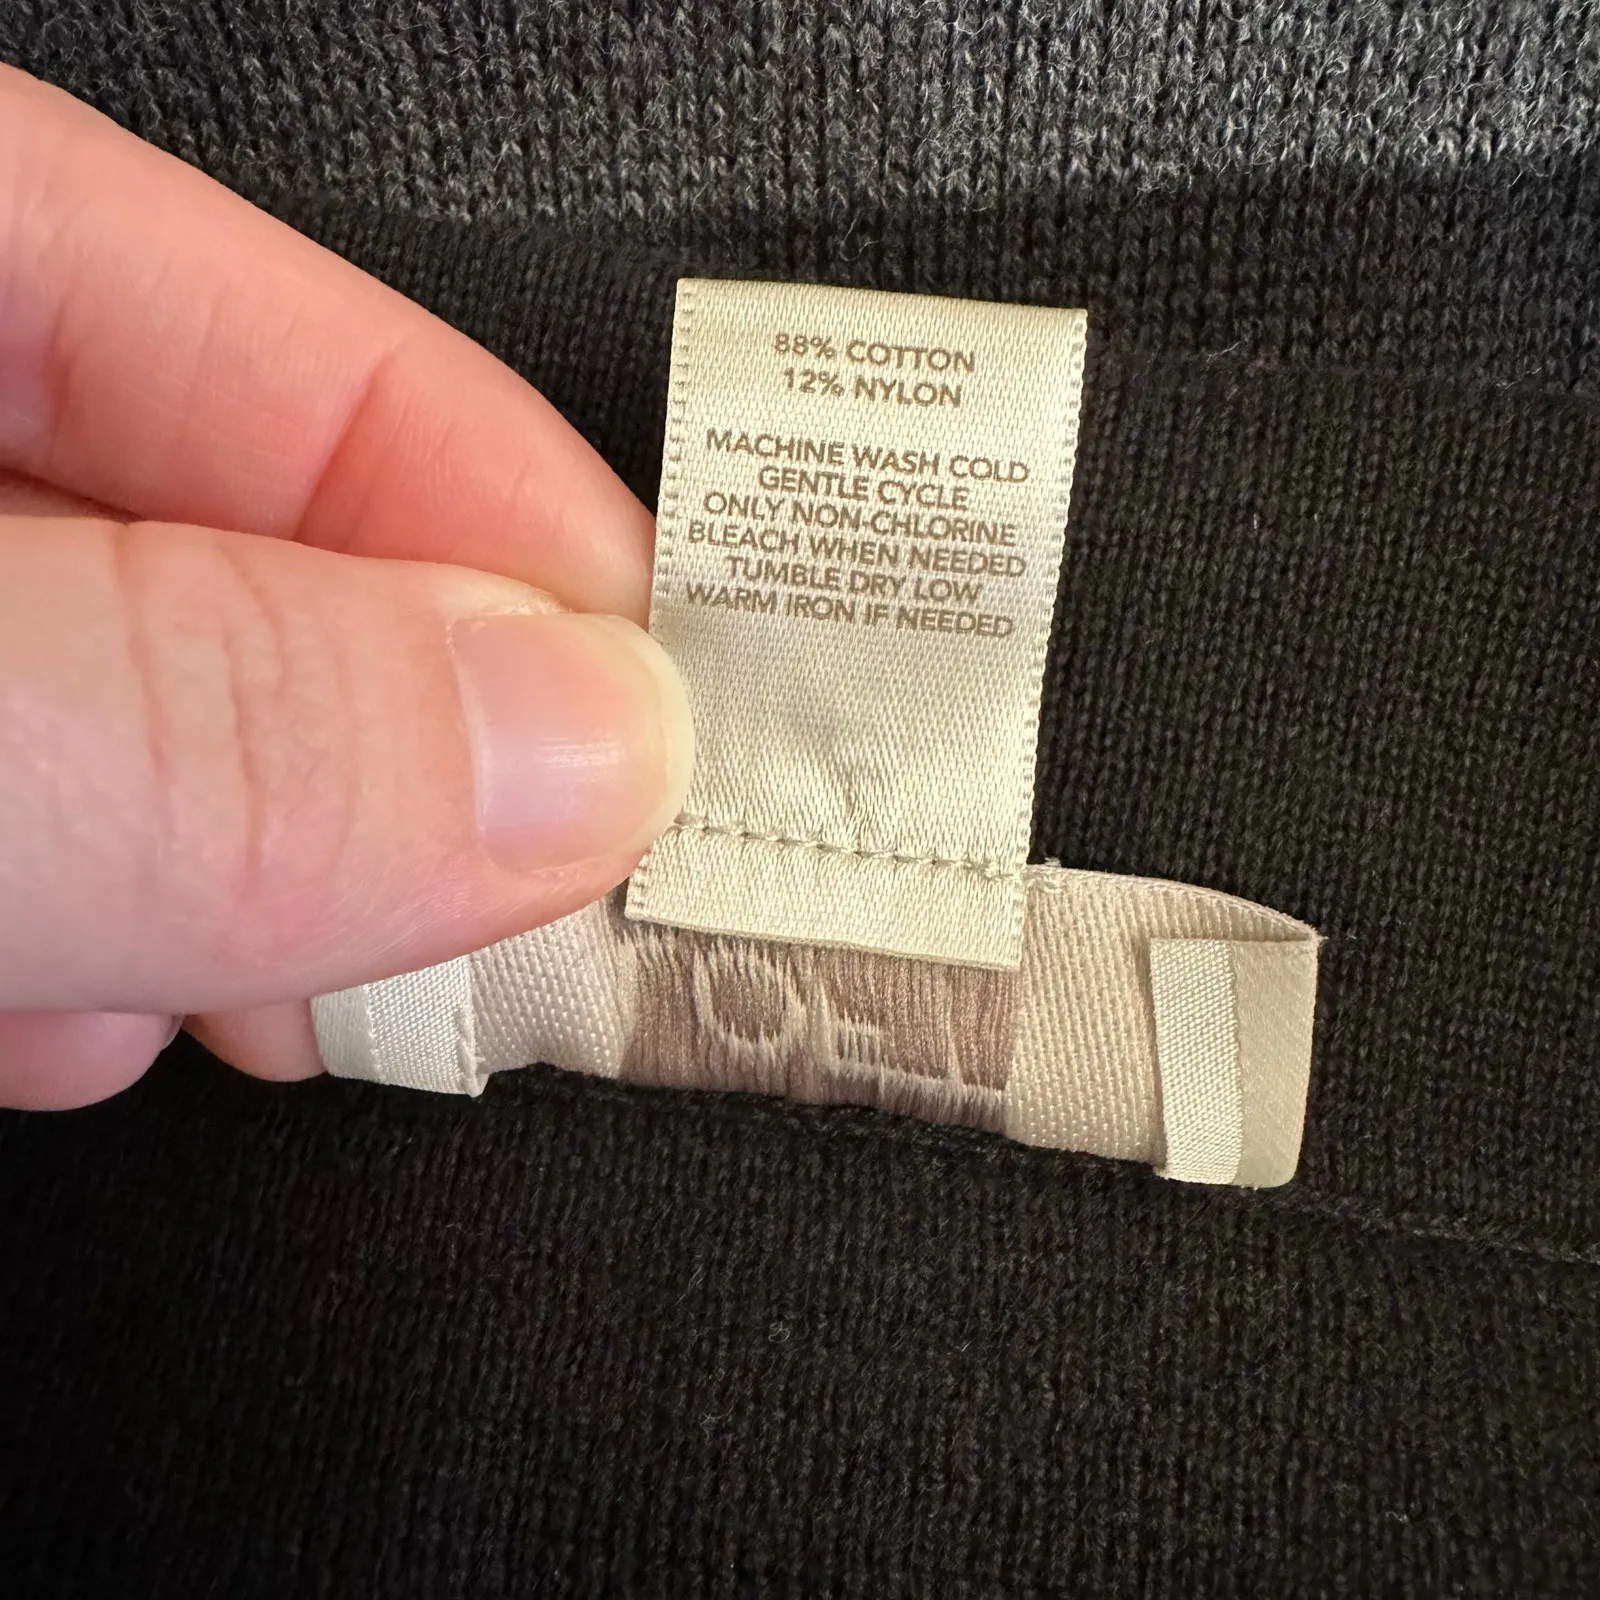 88% COTTON
12% NYLON
MACHINE WASH COLD
GENTLE CYCLE
ONLY NON-CHLORINE
BLEACH WHEN NEEDED
TUMBLE DRY LOW
WARM IRON IF NEEDED